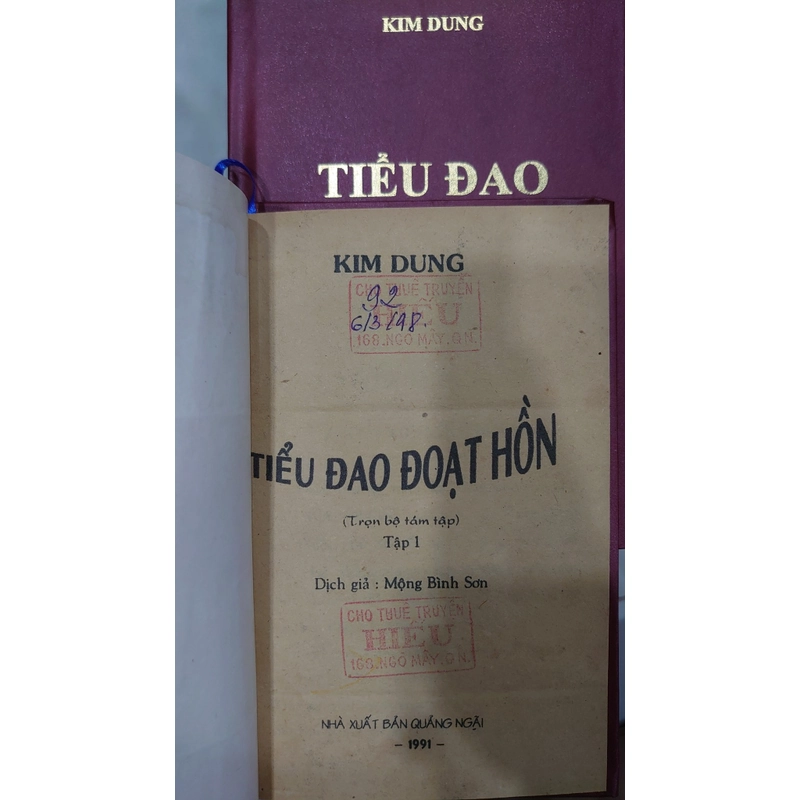 KIM DUNG
TIỂU ĐAO
KIM DUNG
CHO THUÊ TRUYỆN
92
HIẾU
6/3/98.
168.NGÔ MÂY.Q N.
TIỂU ĐAO ĐOẠT HỒN
(Trọn bộ tám tập)
Tập 1
Dịch giả : Mộng Bình Sơn
CHO THUÊ TRUYỆN
HIẾU
168.NGÔ MÂY.Q N.
NHÀ XUẤT BẢN QUẢNG NGÃI
– 1991 –